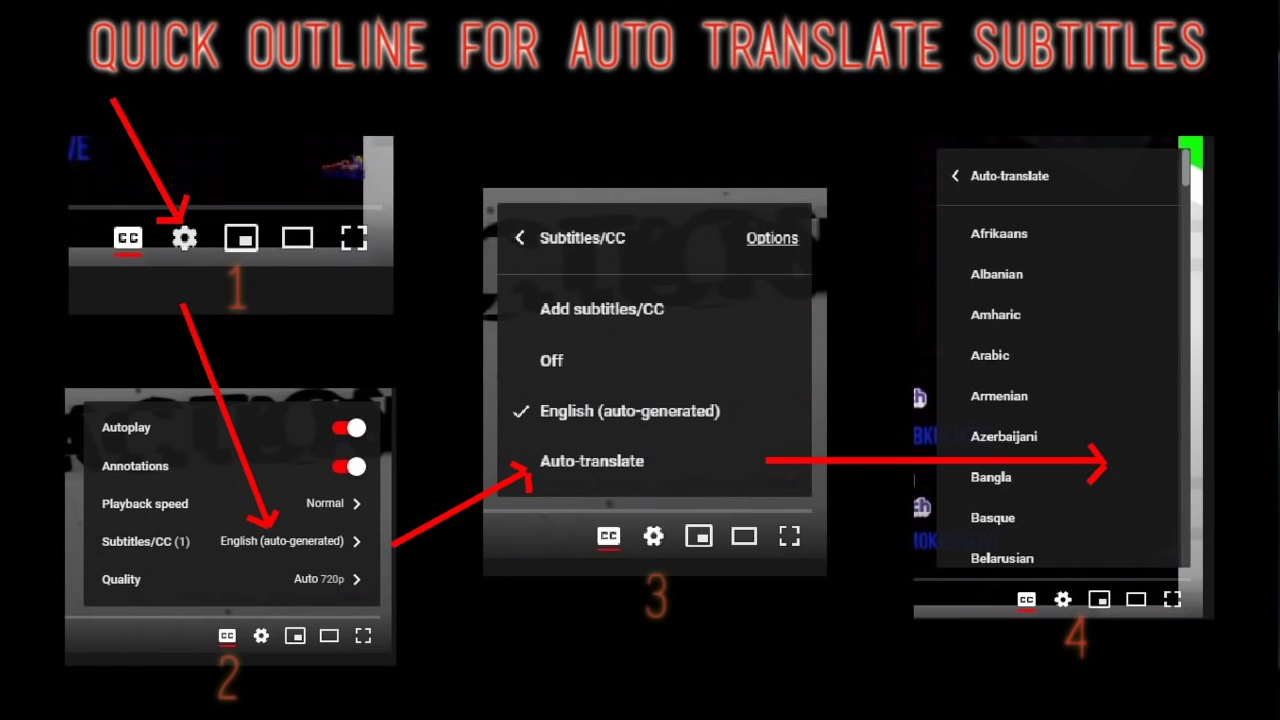 QUICK OUTLINE FOR AUTO TRANSLATE SUBTITLES
VE
CC
1
Autoplay
Annotations
Playback speed Normal
Subtitles/CC (1) English (auto-generated)
Quality Auto 720p
CC
2
Subtitles/CC Options
Add subtitles/CC
Off
English (auto-generated)
Auto-translate
CC
3
Auto-translate
Afrikaans
Albanian
Amharic
Arabic
Armenian
Azerbaijani
Bangla
Basque
Belarusian
CC
4